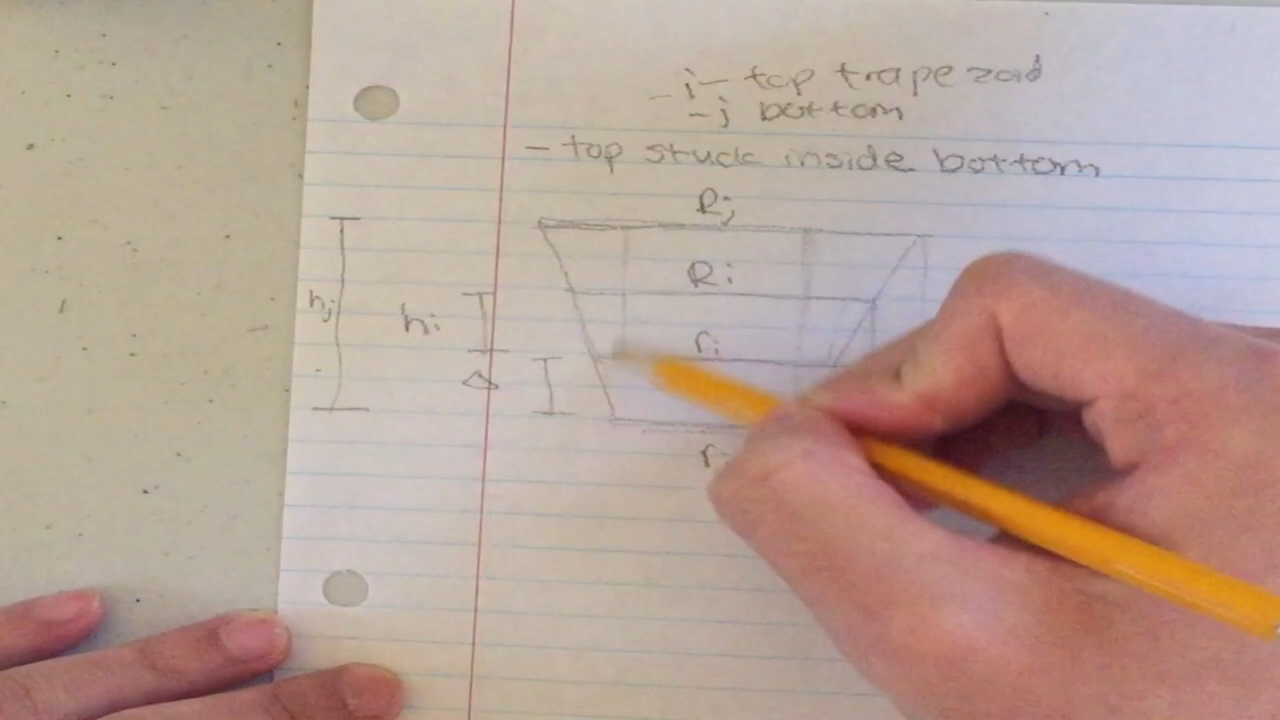 - i - top trapezoid
- j bottom
- top stuck inside bottom
Rj
Ri
hj
hi
ri
Δ